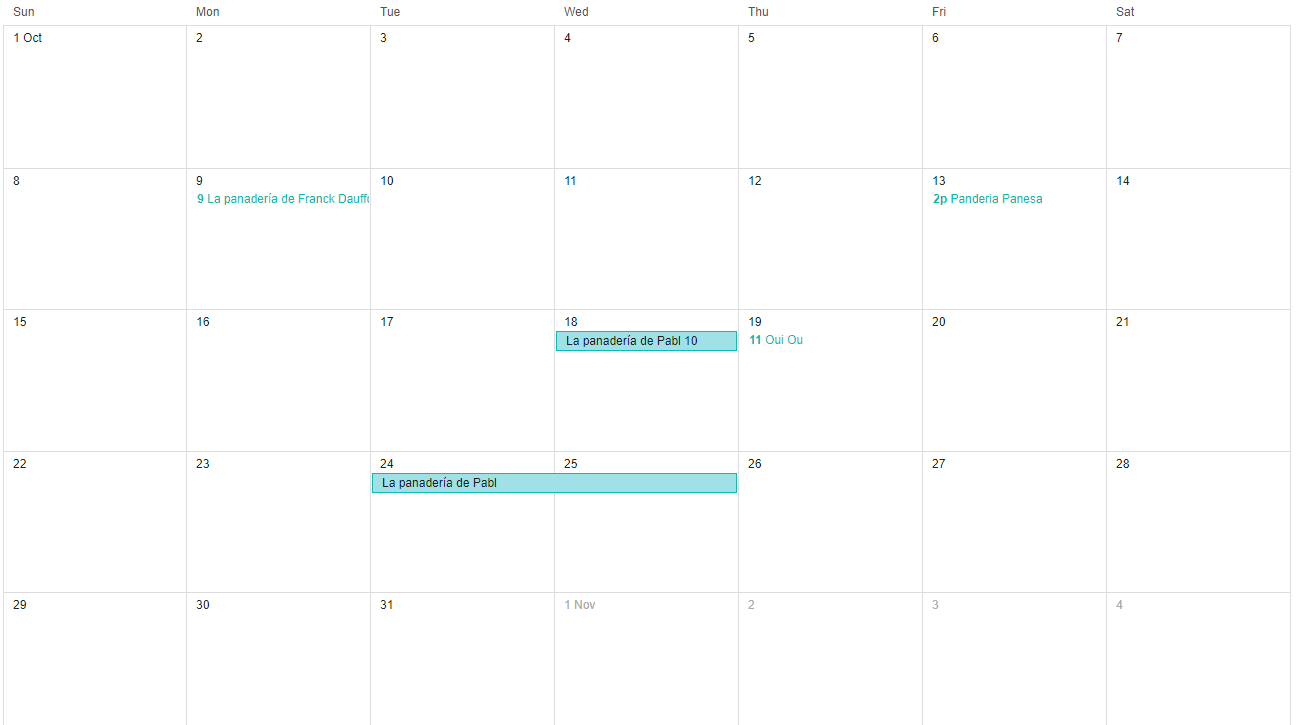 Sun Mon Tue Wed Thu Fri Sat
1 Oct 2 3 4 5 6 7
8 9 10 11 12 13 14
9 La panadería de Franck 2p Panderia Panesa
15 16 17 18 19 20 21
La panadería de Pabl 10 11 Oui Ou
22 23 24 25 26 27 28
La panadería de Pabl
29 30 31 1 Nov 2 3 4